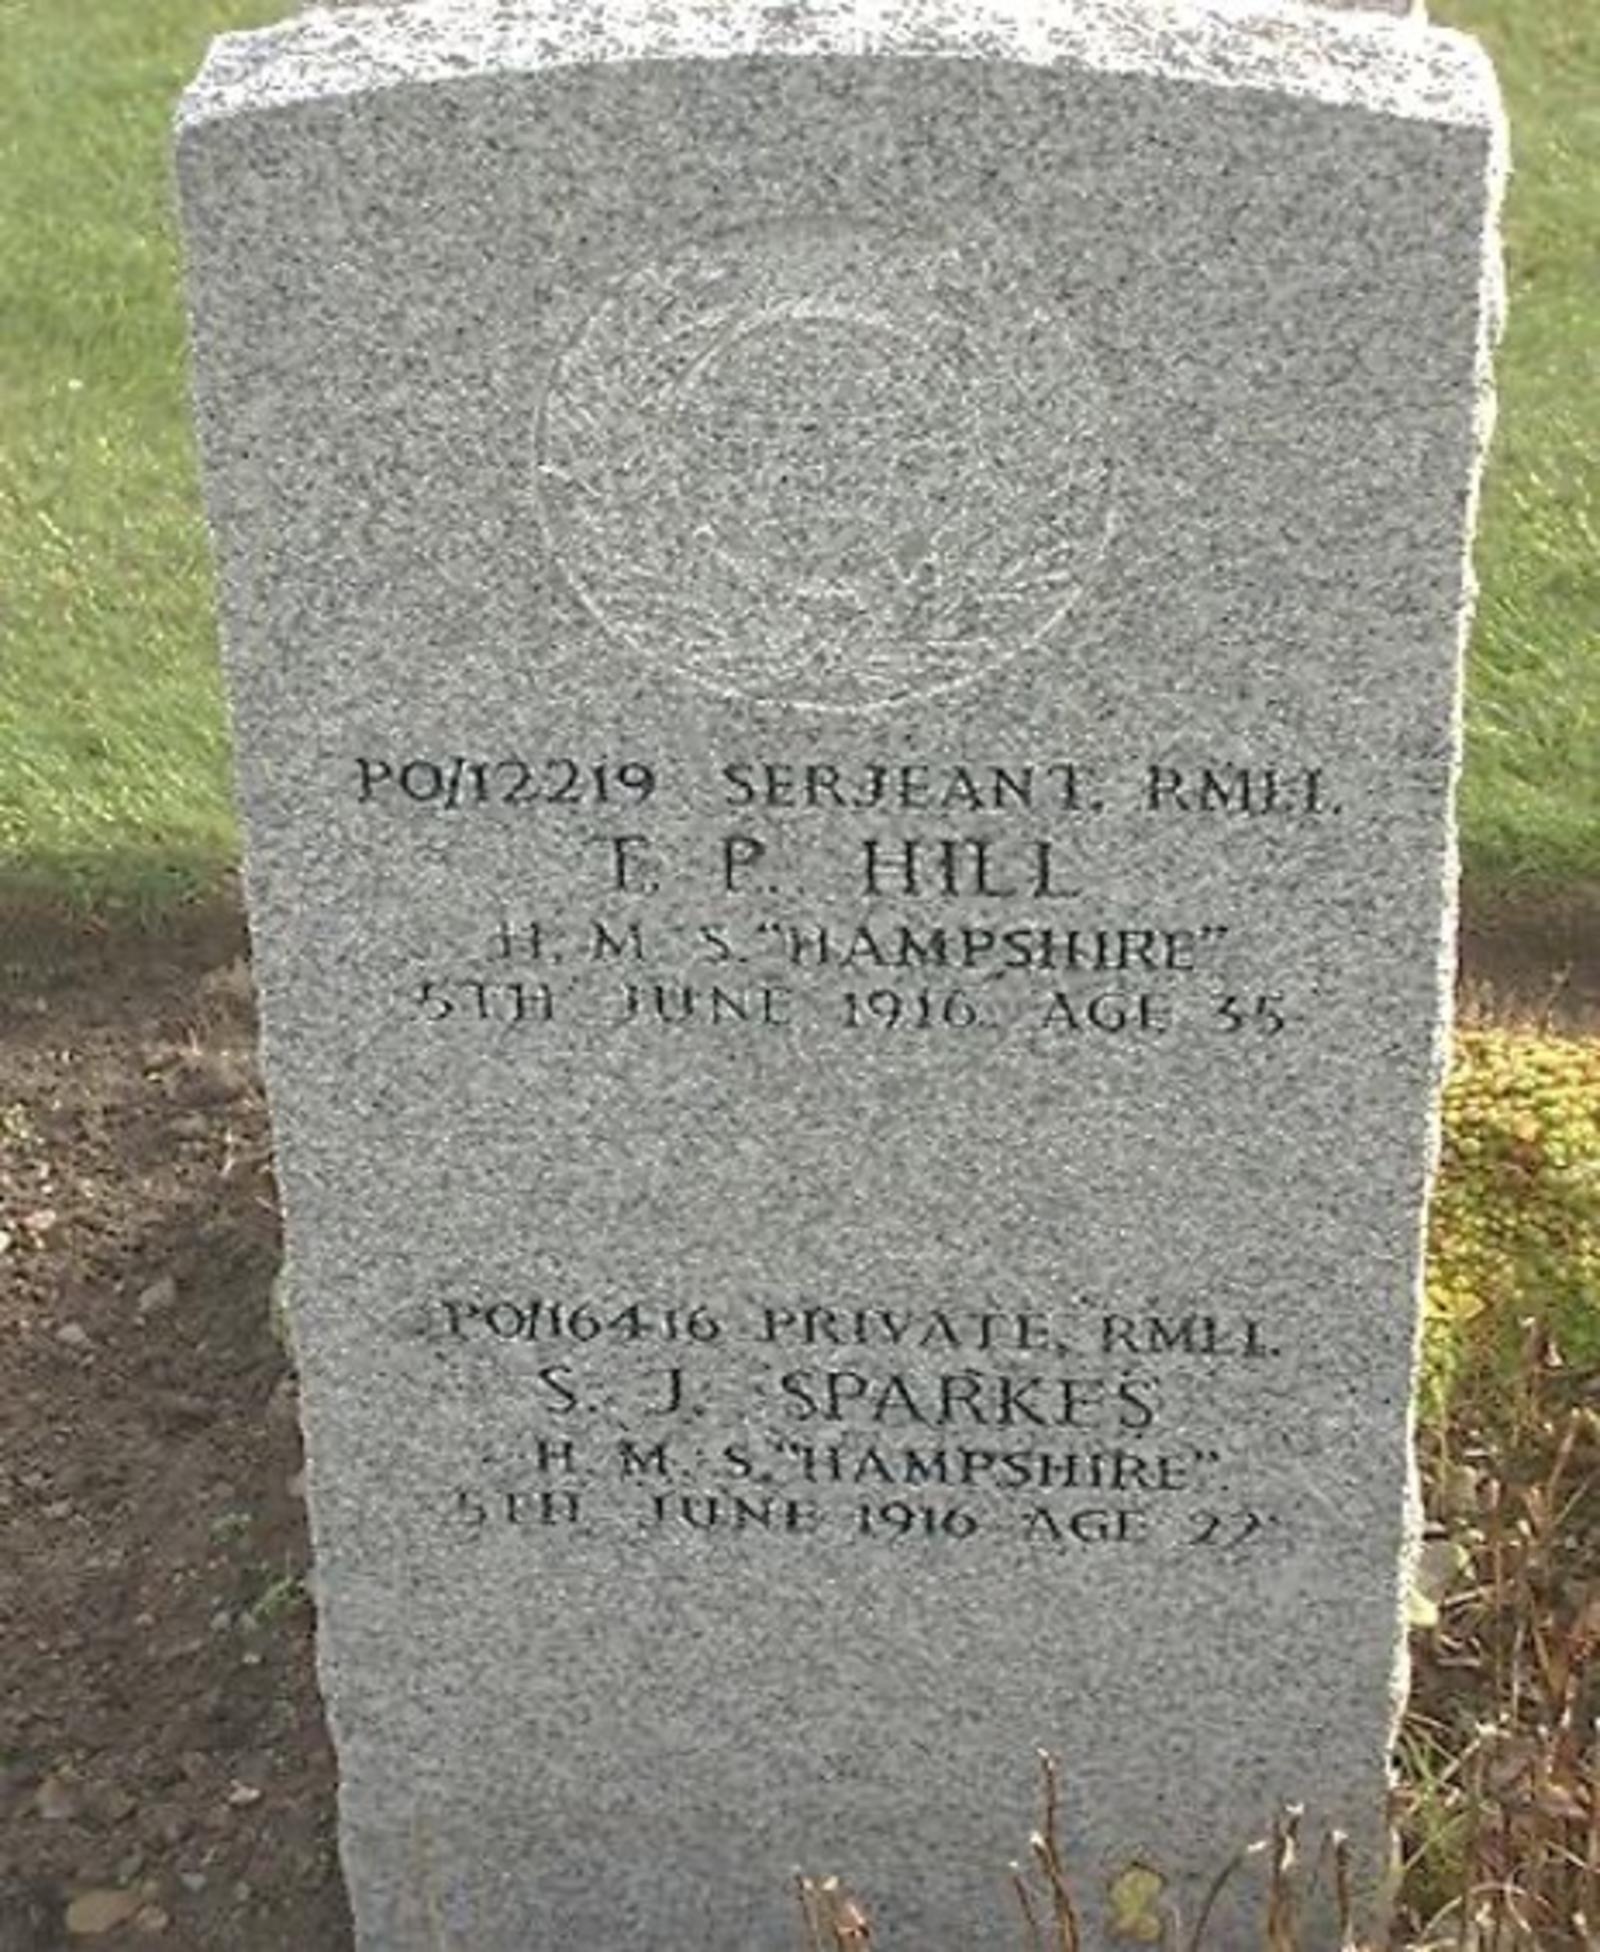 PO/12219 SERJEANT, RMLI.
T. P. HILL
H. M. S. "HAMPSHIRE"
5TH JUNE 1916. AGE 35
PO/16416 PRIVATE, RMLI.
S. J. SPARKES
H. M. S. "HAMPSHIRE"
5TH JUNE 1916 AGE 22